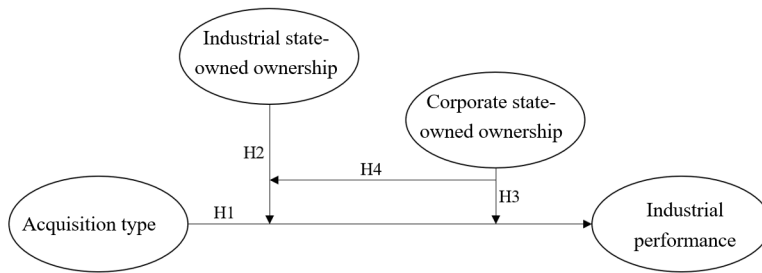 Industrial state-
owned ownership
Corporate state-
owned ownership
H2
H4
H3
H1
Acquisition type
Industrial
performance